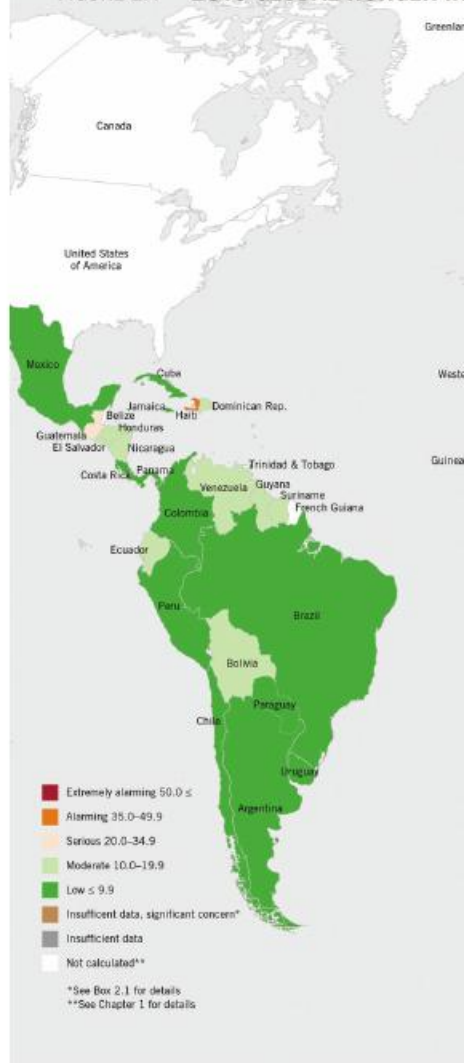 Greenlan
Canada
United States
of America
Mexico
Cuba
Jamaica
Haiti
Dominican Rep.
Belize
Guatemala
Honduras
El Salvador
Nicaragua
Costa Rica
Panama
Trinidad & Tobago
Venezuela
Guyana
Suriname
French Guiana
Colombia
Ecuador
Peru
Brazil
Bolivia
Paraguay
Chile
Uruguay
Argentina
Weste
Guinea
Extremely alarming 50.0 ≤
Alarming 35.0–49.9
Serious 20.0–34.9
Moderate 10.0–19.9
Low ≤ 9.9
Insufficent data, significant concern*
Insufficient data
Not calculated**
*See Box 2.1 for details
**See Chapter 1 for details